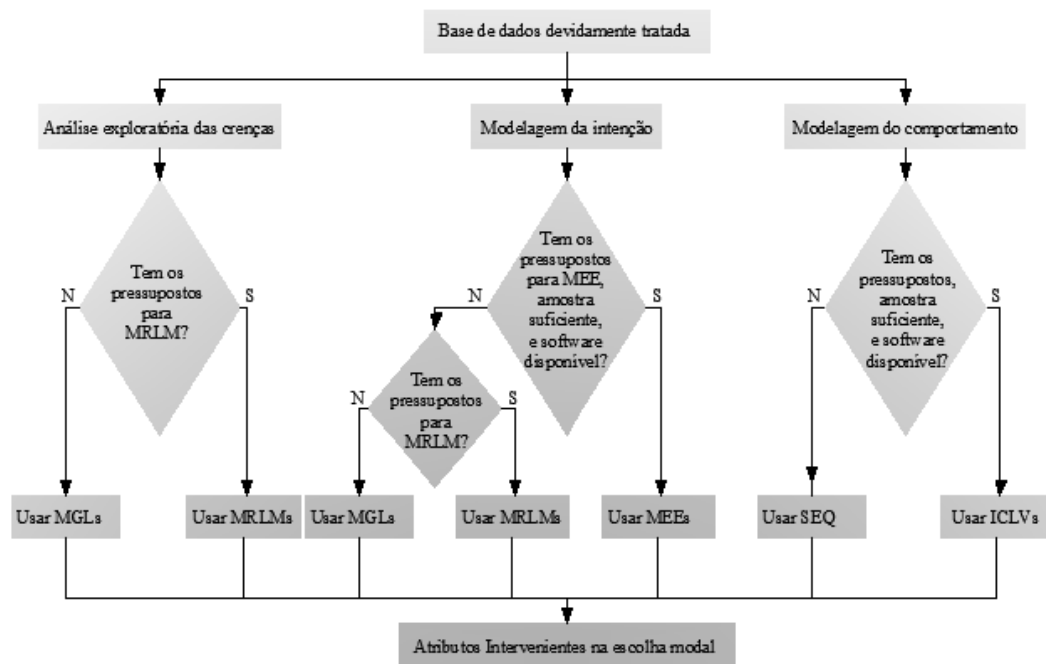 Base de dados devidamente tratada
Análise exploratória das crenças
Modelagem da intenção
Modelagem do comportamento
Tem os
pressupostos
para
MRLM?
N
S
Tem os
pressupostos
para MEE,
amostra
suficiente,
e software
disponível?
N
S
Tem os
pressupostos,
amostra
suficiente,
e software
disponível?
N
S
Tem os
pressupostos
para
MRLM?
N
S
Usar MGLs
Usar MRLMs
Usar MGLs
Usar MRLMs
Usar MEEs
Usar SEQ
Usar ICLVs
Atributos Intervenientes na escolha modal